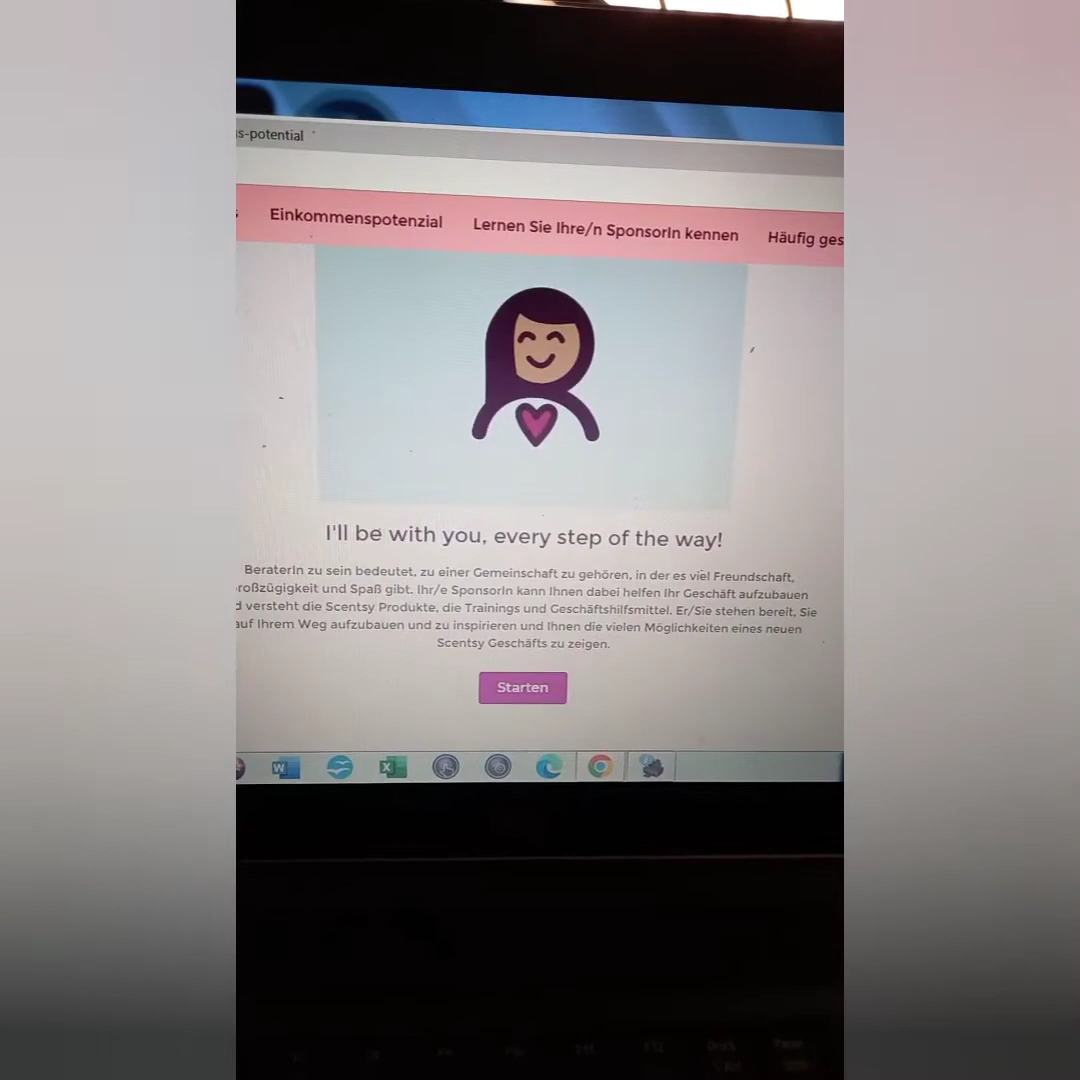 s-potential
Einkommenspotenzial Lernen Sie Ihre/n SponsorIn kennen Häufig ges
I'll be with you, every step of the way!
BeraterIn zu sein bedeutet, zu einer Gemeinschaft zu gehören, in der es viel Freundschaft,
roßzügigkeit und Spaß gibt. Ihr/e SponsorIn kann Ihnen dabei helfen Ihr Geschäft aufzubauen
d versteht die Scentsy Produkte, die Trainings und Geschäftshilfsmittel. Er/Sie stehen bereit, Sie
auf Ihrem Weg aufzubauen und zu inspirieren und Ihnen die vielen Möglichkeiten eines neuen
Scentsy Geschäfts zu zeigen.
Starten
W X